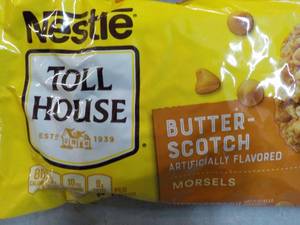 Nestlé
TOLL
HOUSE
ESTD 1939
BUTTER-
SCOTCH
ARTIFICIALLY FLAVORED
MORSELS